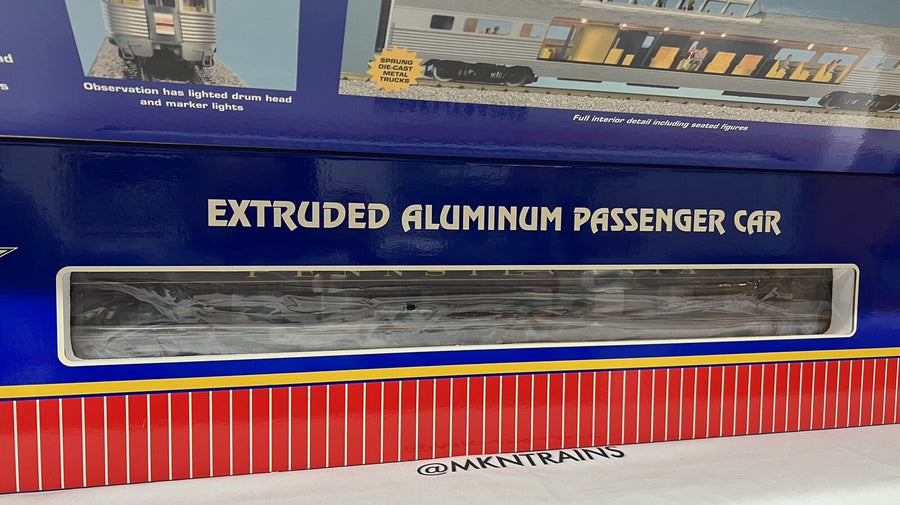 Observation has lighted drum head
and marker lights
SPRUNG
DIE-CAST
METAL
TRUCKS
Full interior detail including seated figures
EXTRUDED ALUMINUM PASSENGER CAR
PENNSYLVANIA
@MKNTRAINS